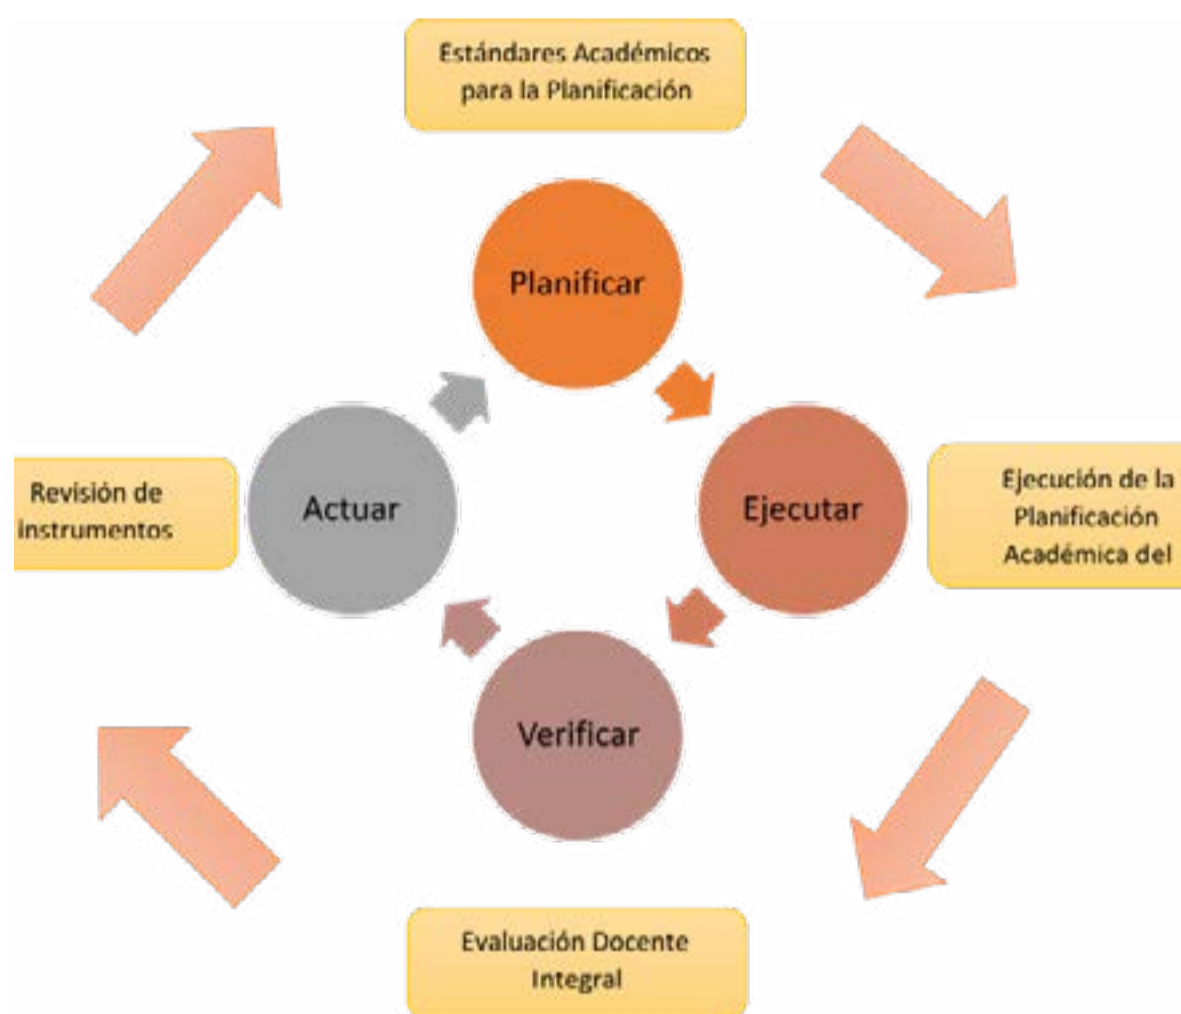 Estándares Académicos
para la Planificación
Planificar
Actuar
Ejecutar
Revisión de
instrumentos
Ejecución de la
Planificación
Académica del
Verificar
Evaluación Docente
Integral